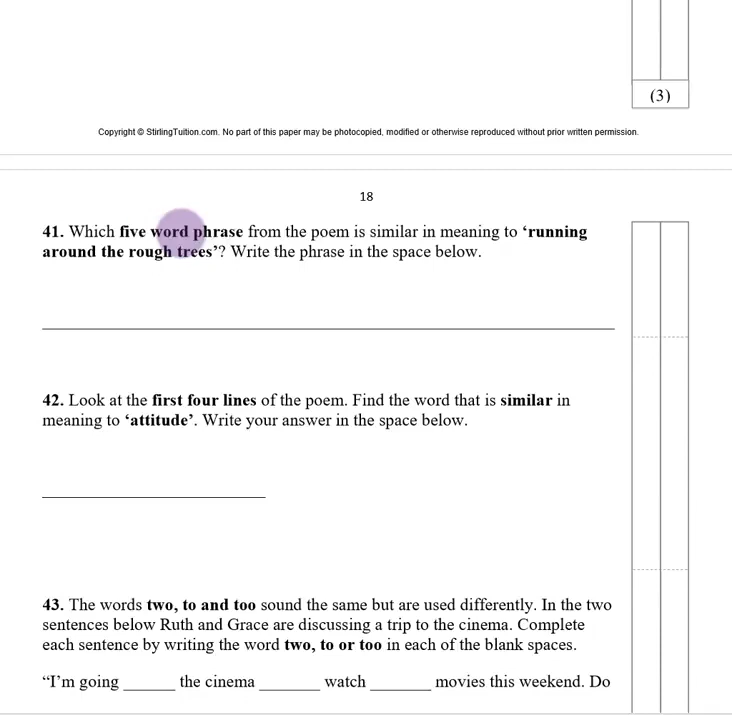 (3)
Copyright © StirlingTuition.com. No part of this paper may be photocopied, modified or otherwise reproduced without prior written permission.
18
41. Which five word phrase from the poem is similar in meaning to ‘running
around the rough trees’? Write the phrase in the space below.
42. Look at the first four lines of the poem. Find the word that is similar in
meaning to ‘attitude’. Write your answer in the space below.
43. The words two, to and too sound the same but are used differently. In the two
sentences below Ruth and Grace are discussing a trip to the cinema. Complete
each sentence by writing the word two, to or too in each of the blank spaces.
“I’m going ______ the cinema _______ watch _______ movies this weekend. Do